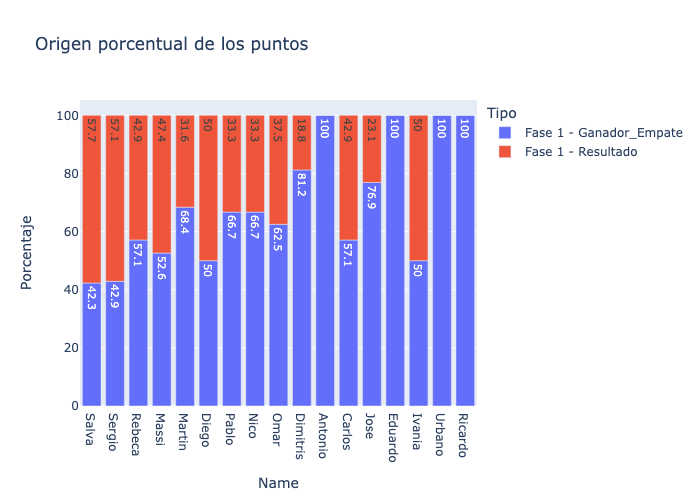 Origen porcentual de los puntos
Tipo
Fase 1 - Ganador_Empate
Fase 1 - Resultado
Porcentaje
100
80
60
40
20
0
57.7
57.1
42.9
47.4
31.6
50
33.3
33.3
37.5
18.8
100
42.9
23.1
100
50
100
100
42.3
42.9
57.1
52.6
68.4
50
66.7
66.7
62.5
81.2
57.1
76.9
50
Salva
Sergio
Rebeca
Massi
Martin
Diego
Pablo
Nico
Omar
Dimitris
Antonio
Carlos
Jose
Eduardo
Ivania
Urbano
Ricardo
Name